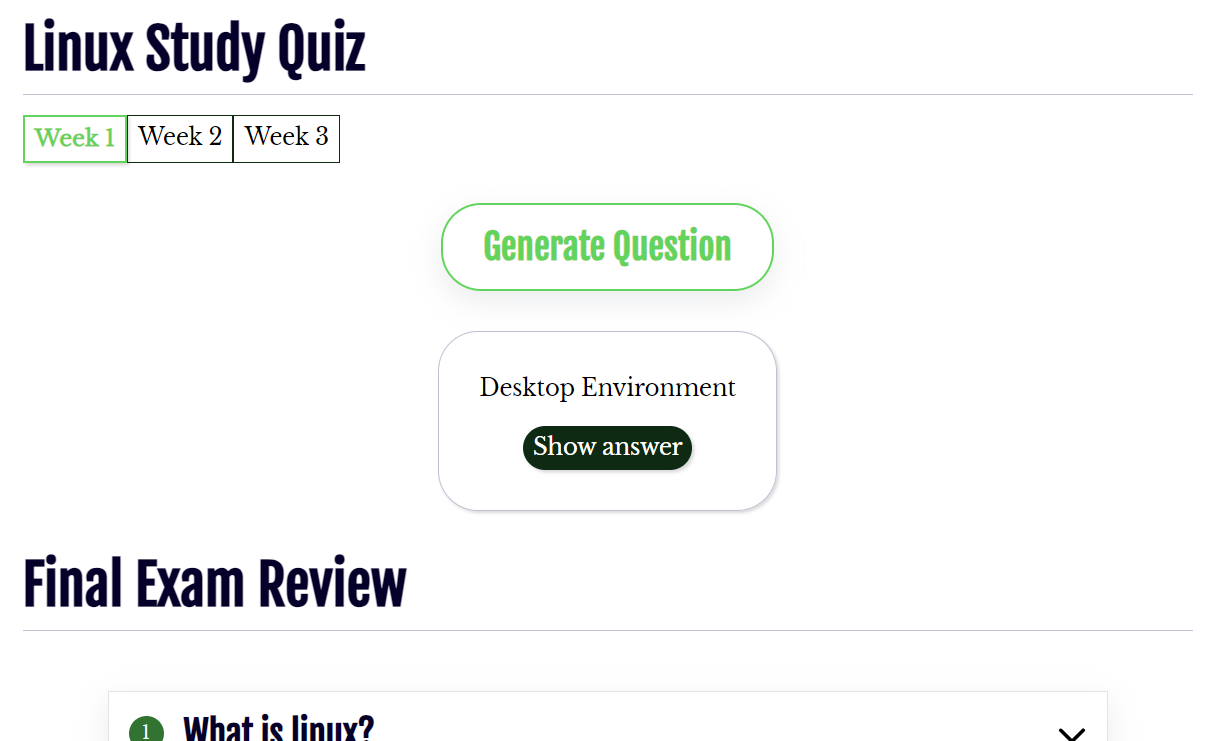 Linux Study Quiz
Week 1 Week 2 Week 3
Generate Question
Desktop Environment
Show answer
Final Exam Review
1 What is linux?